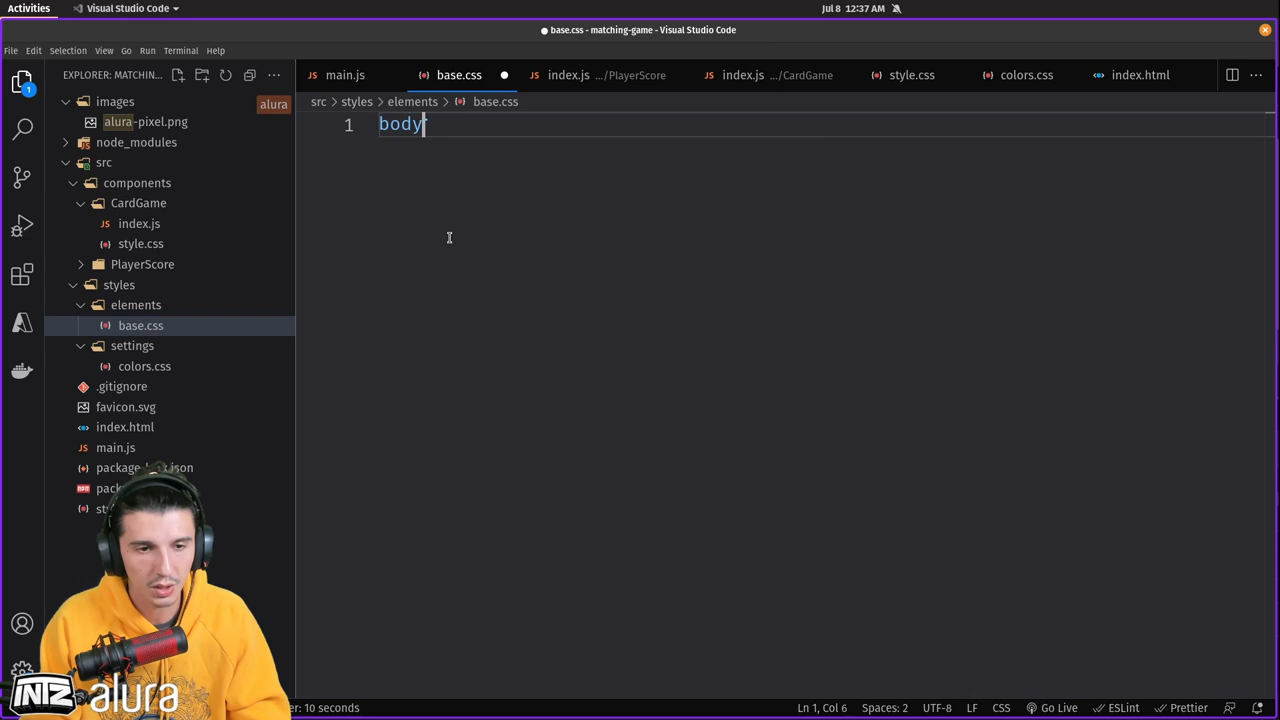 Activities
Visual Studio Code
Jul 8 12:37 AM
base.css - matching-game - Visual Studio Code
File Edit Selection View Go Run Terminal Help
EXPLORER: MATCHIN...
main.js
base.css
index.js .../PlayerScore
index.js .../CardGame
style.css
colors.css
index.html
src > styles > elements > base.css
1 body
alura
images
alura-pixel.png
node_modules
src
components
CardGame
index.js
style.css
PlayerScore
styles
elements
base.css
settings
colors.css
.gitignore
favicon.svg
index.html
main.js
1
INTZ alura
: 10 seconds
Ln 1, Col 6 Spaces: 2 UTF-8 LF CSS Go Live ESLint Prettier